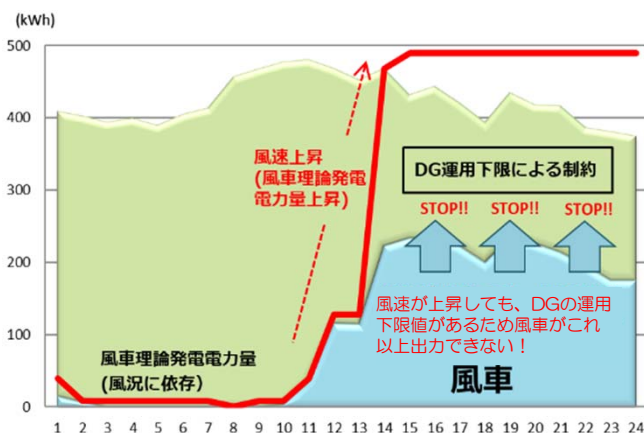 (kWh)
500
400
300
200
100
0
風速上昇
(風車理論発電
電力量上昇)
DG運用下限による制約
STOP!!
STOP!!
STOP!!
風速が上昇しても、DGの運用
下限値があるため風車がこれ
以上出力できない！
風車理論発電電力量
(風況に依存)
風車
1 2 3 4 5 6 7 8 9 10 11 12 13 14 15 16 17 18 19 20 21 22 23 24